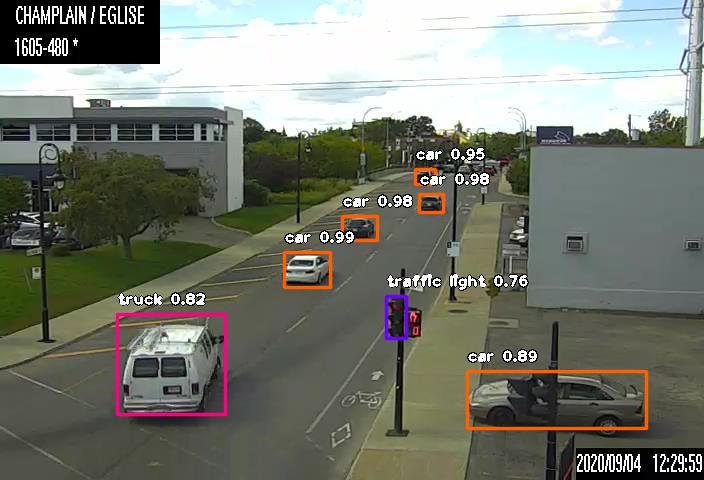 CHAMPLAIN / EGLISE
1605-480 *
car 0.95
car 0.98
car 0.98
car 0.99
traffic light 0.76
truck 0.82
car 0.89
2020/09/04 12:29:59